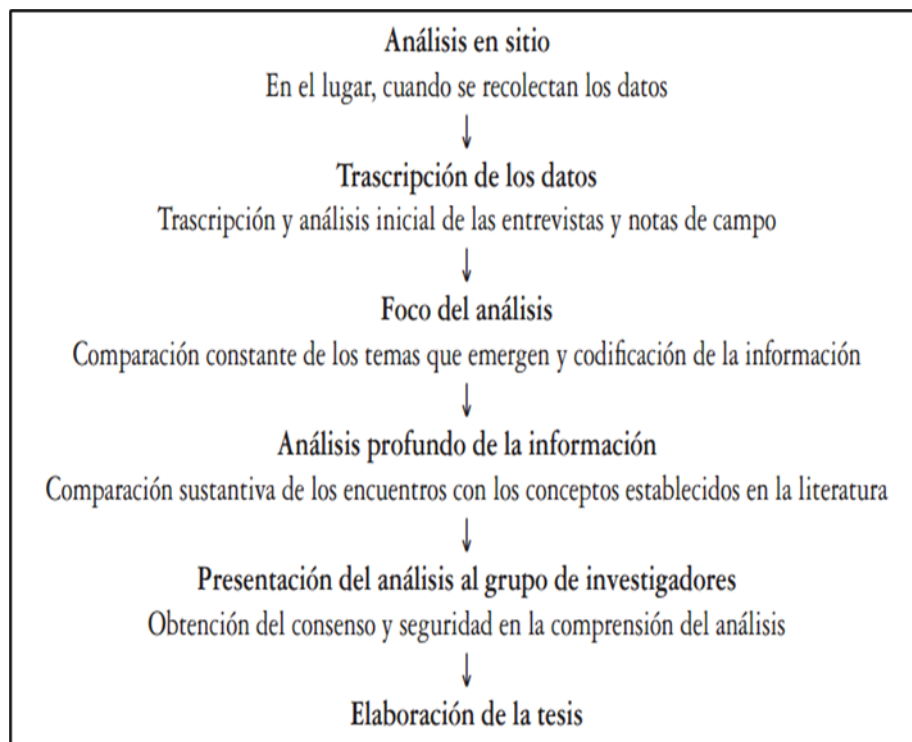 Análisis en sitio
En el lugar, cuando se recolectan los datos
↓
Trascripción de los datos
Trascripción y análisis inicial de las entrevistas y notas de campo
↓
Foco del análisis
Comparación constante de los temas que emergen y codificación de la información
↓
Análisis profundo de la información
Comparación sustantiva de los encuentros con los conceptos establecidos en la literatura
↓
Presentación del análisis al grupo de investigadores
Obtención del consenso y seguridad en la comprensión del análisis
↓
Elaboración de la tesis